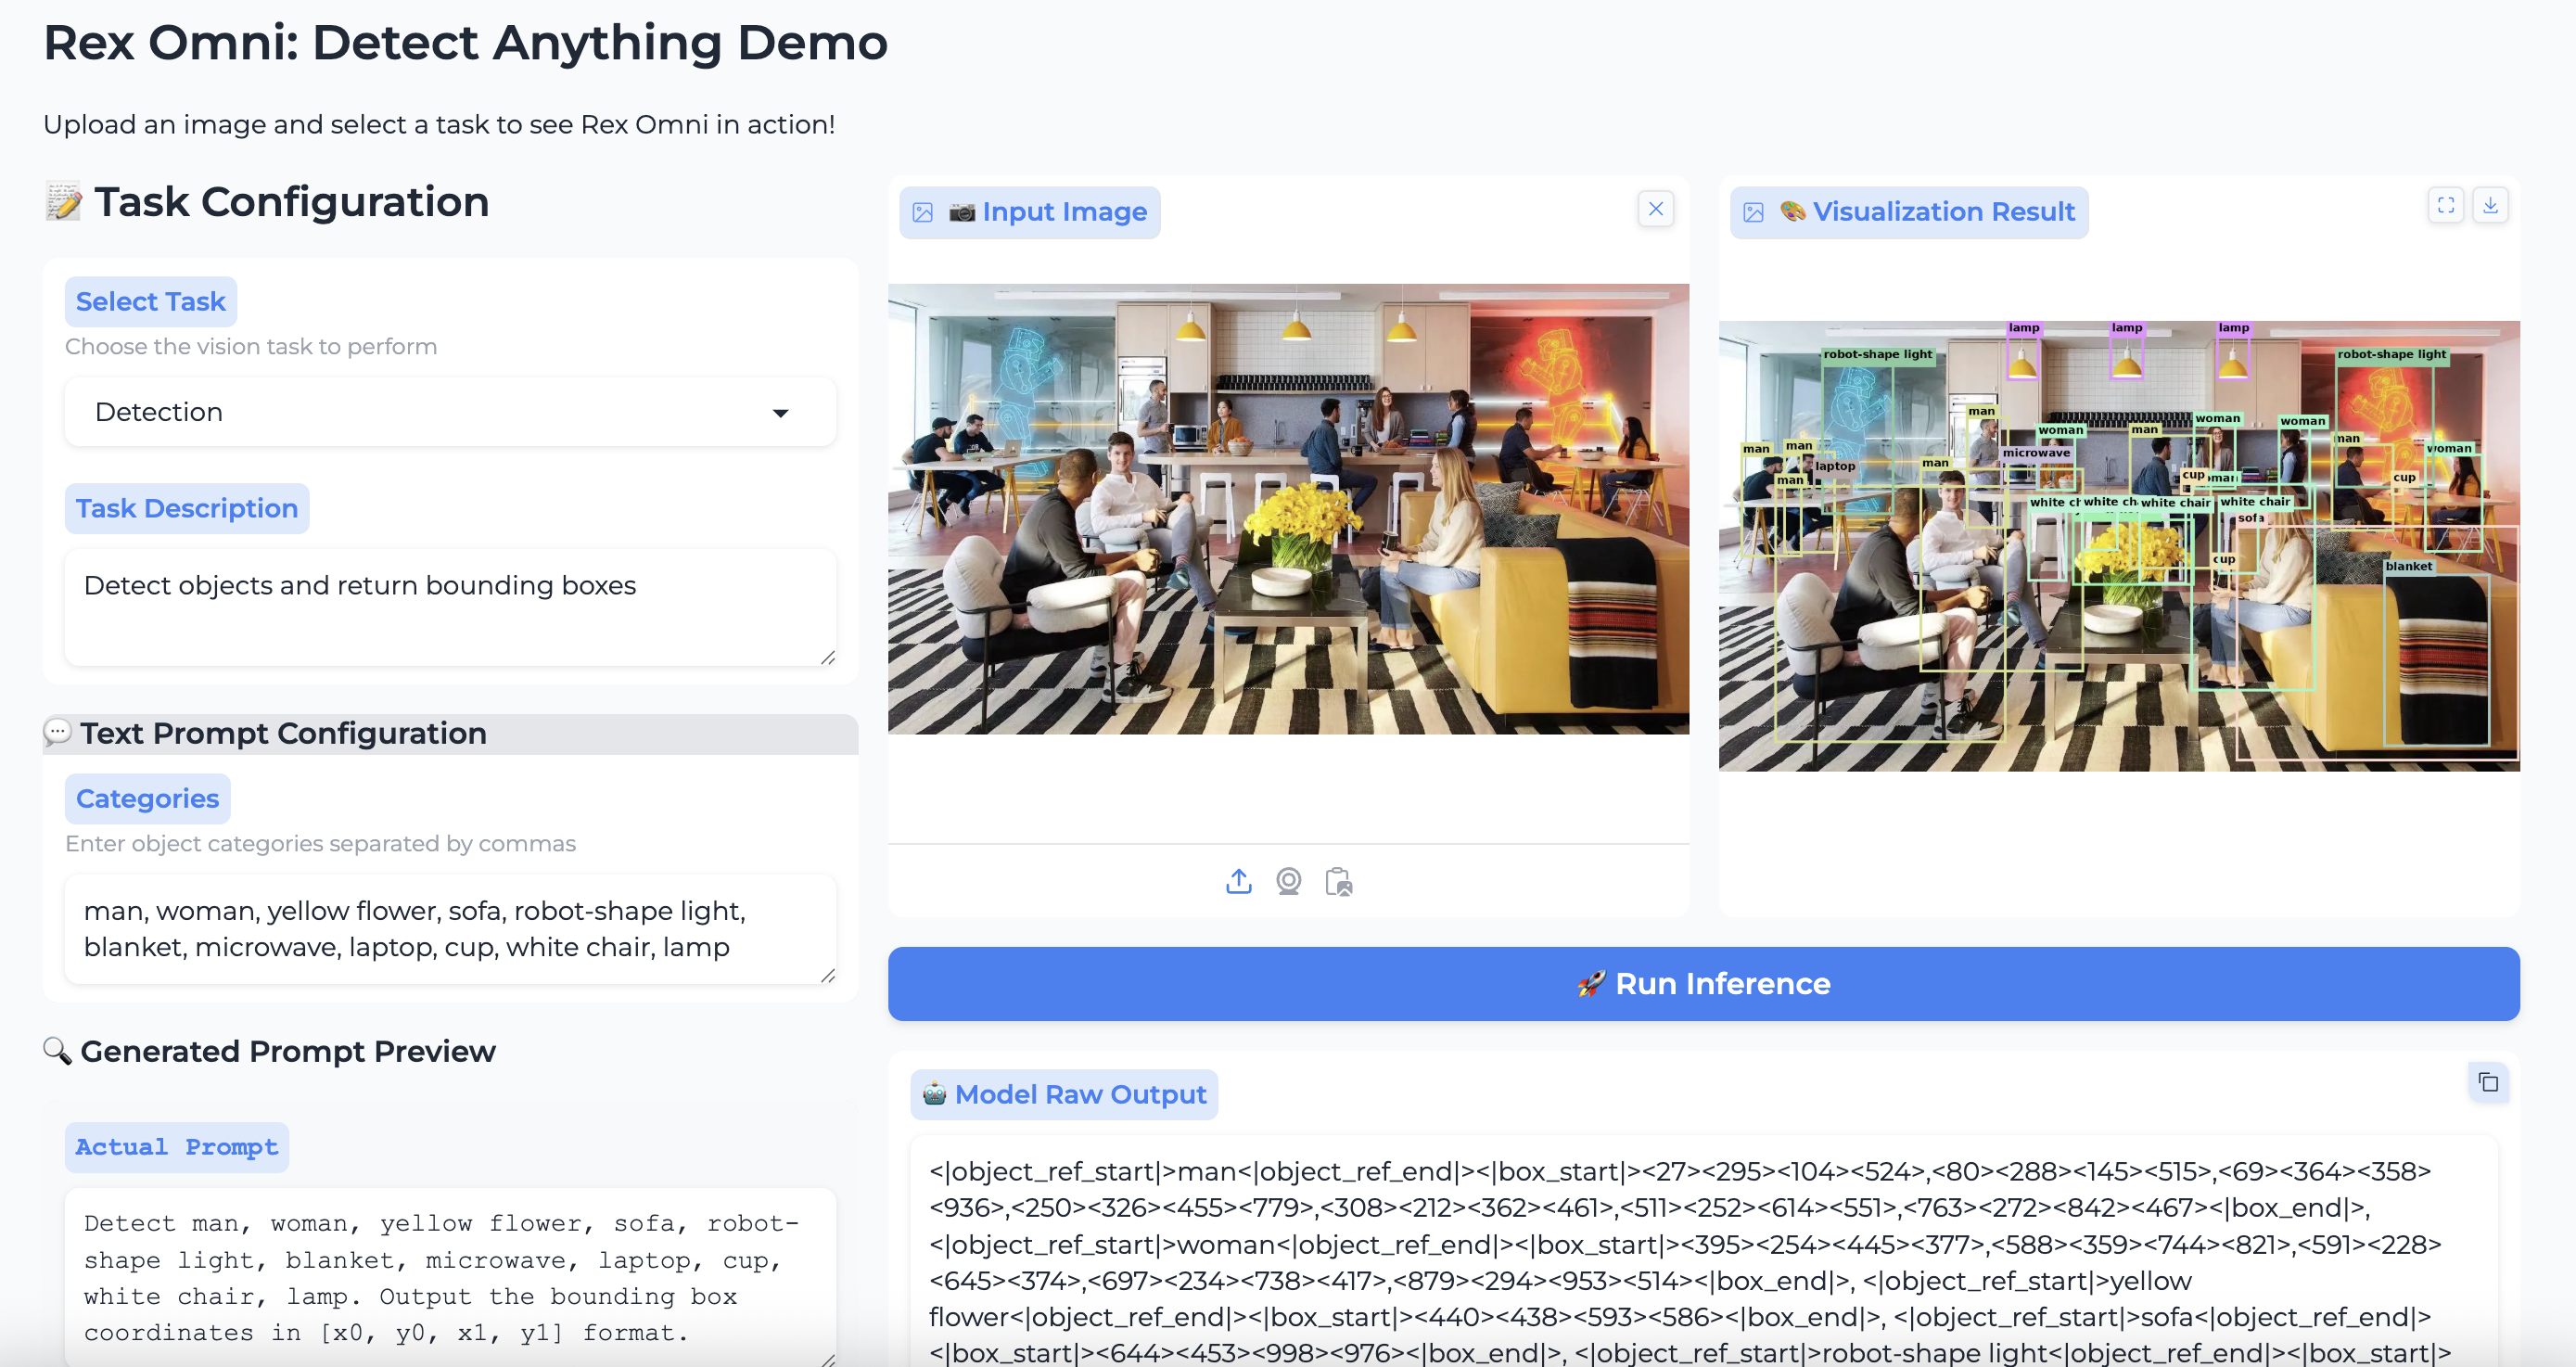 Rex Omni: Detect Anything Demo
Upload an image and select a task to see Rex Omni in action!
Task Configuration
Select Task
Choose the vision task to perform
Detection
Task Description
Detect objects and return bounding boxes
Text Prompt Configuration
Categories
Enter object categories separated by commas
man, woman, yellow flower, sofa, robot-shape light,
blanket, microwave, laptop, cup, white chair, lamp
Generated Prompt Preview
Actual Prompt
Detect man, woman, yellow flower, sofa, robot-
shape light, blanket, microwave, laptop, cup,
white chair, lamp. Output the bounding box
coordinates in [x0, y0, x1, y1] format.
Input Image
Visualization Result
lamp lamp lamp
robot-shape light robot-shape light
man woman man woman woman man woman
man man laptop man microwave cup cup
man
white ch white ch white chair white chair
sofa
cup
blanket
Run Inference
Model Raw Output
<|object_ref_start|>man<|object_ref_end|><|box_start|><27><295><104><524>,<80><288><145><515>,<69><364><358>
<936>,<250><326><455><779>,<308><212><362><461>,<511><252><614><551>,<763><272><842><467><|box_end|>,
<|object_ref_start|>woman<|object_ref_end|><|box_start|><395><254><445><377>,<588><359><744><821>,<591><228>
<645><374>,<697><234><738><417>,<879><294><953><514><|box_end|>, <|object_ref_start|>yellow
flower<|object_ref_end|><|box_start|><440><438><593><586><|box_end|>, <|object_ref_start|>sofa<|object_ref_end|>
<|box_start|><644><453><998><976><|box_end|>, <|object_ref_start|>robot-shape light<|object_ref_end|><|box_start|>